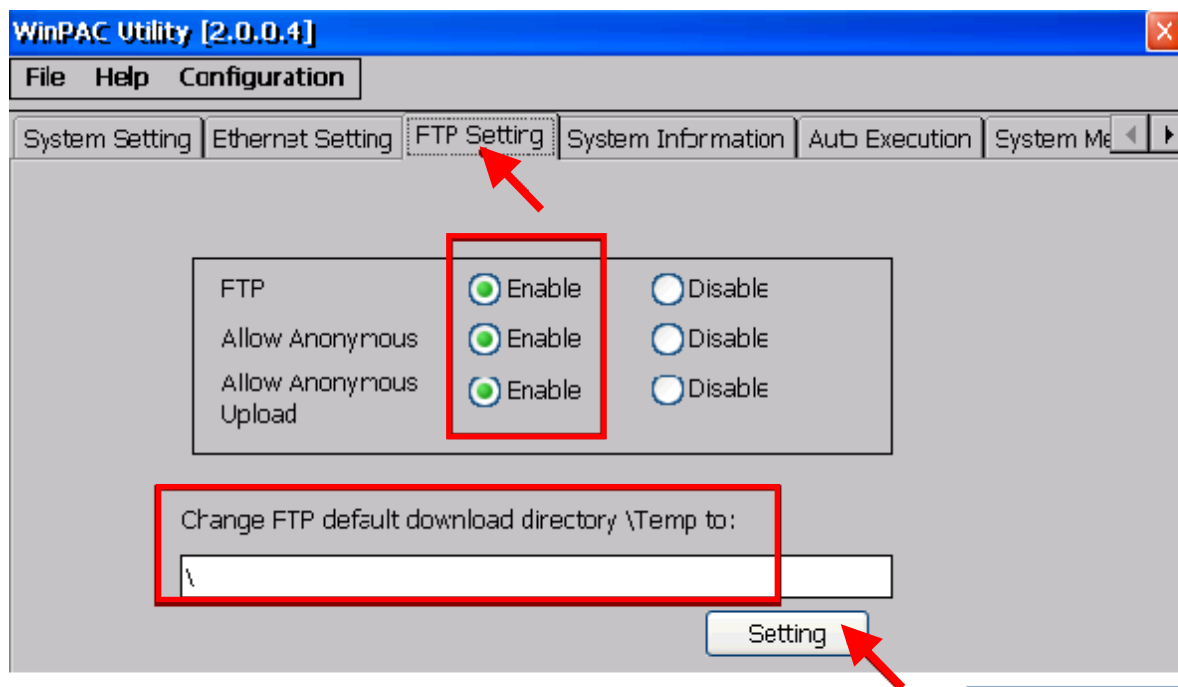 WinPAC Utility [2.0.0.4]
File Help Configuration
System Setting Ethernet Setting FTP Setting System Information Auto Execution System Me
FTP Enable Disable
Allow Anonymous Enable Disable
Allow Anonymous Upload Enable Disable
Change FTP default download directory \Temp to:
\
Setting